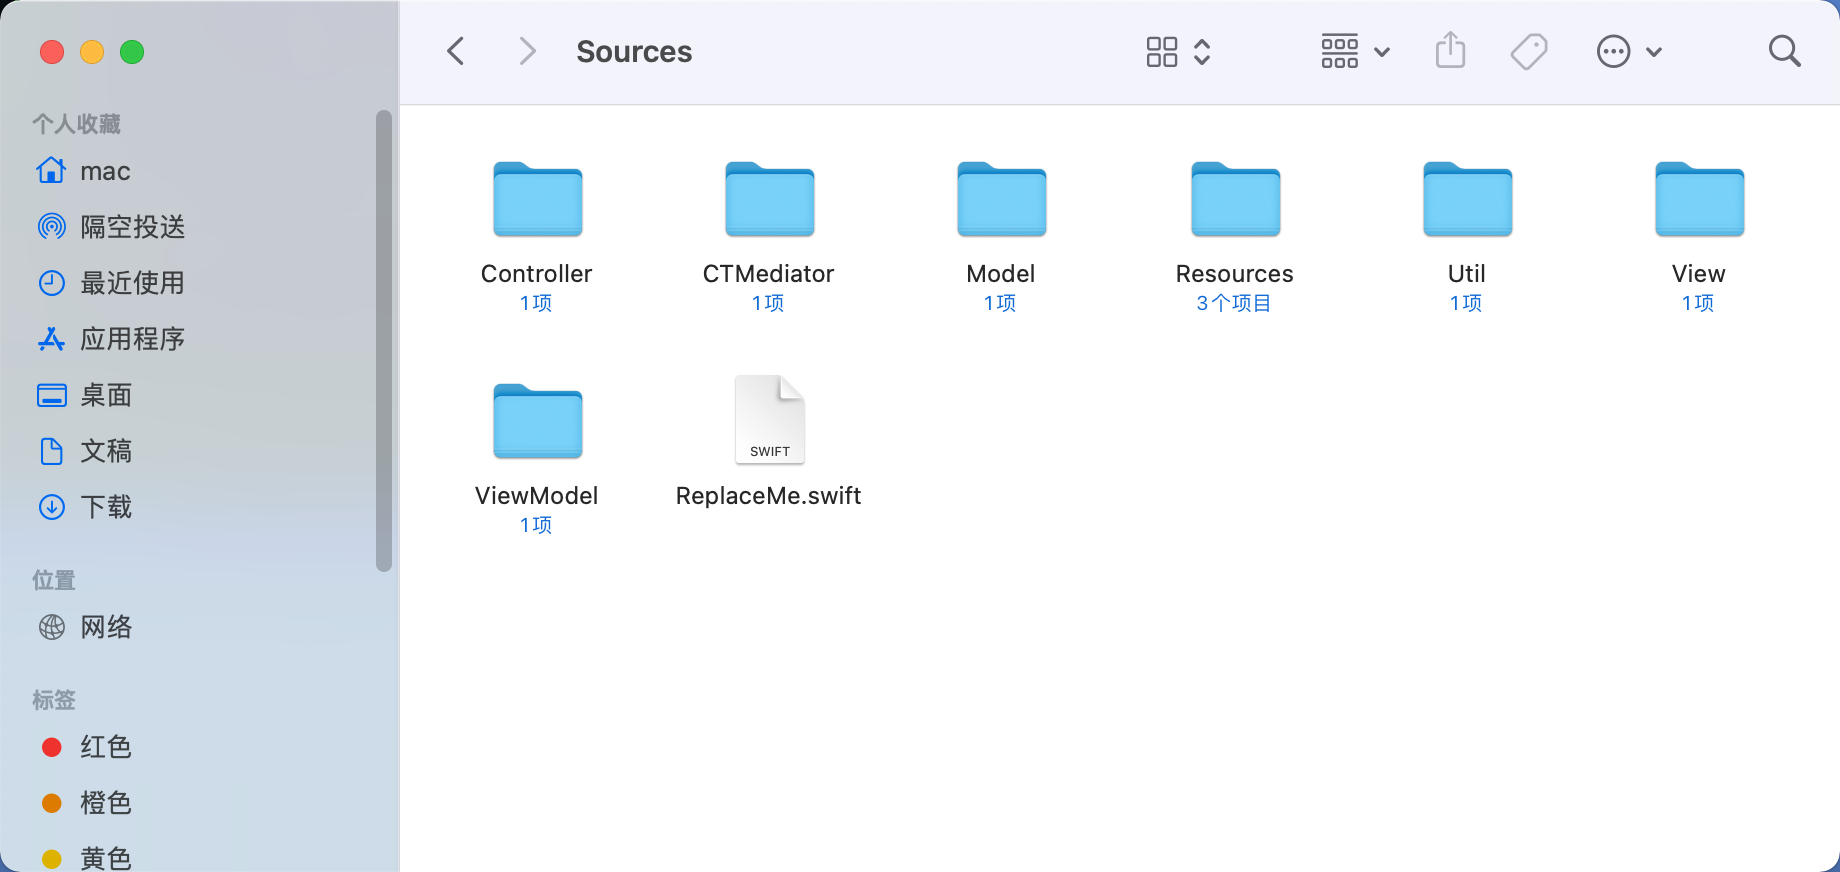 Sources
个人收藏
mac
隔空投送
最近使用
应用程序
桌面
文稿
下载
位置
网络
标签
红色
橙色
黄色
Controller
1项
CTMediator
1项
Model
1项
Resources
3个项目
Util
1项
View
1项
ViewModel
1项
SWIFT
ReplaceMe.swift